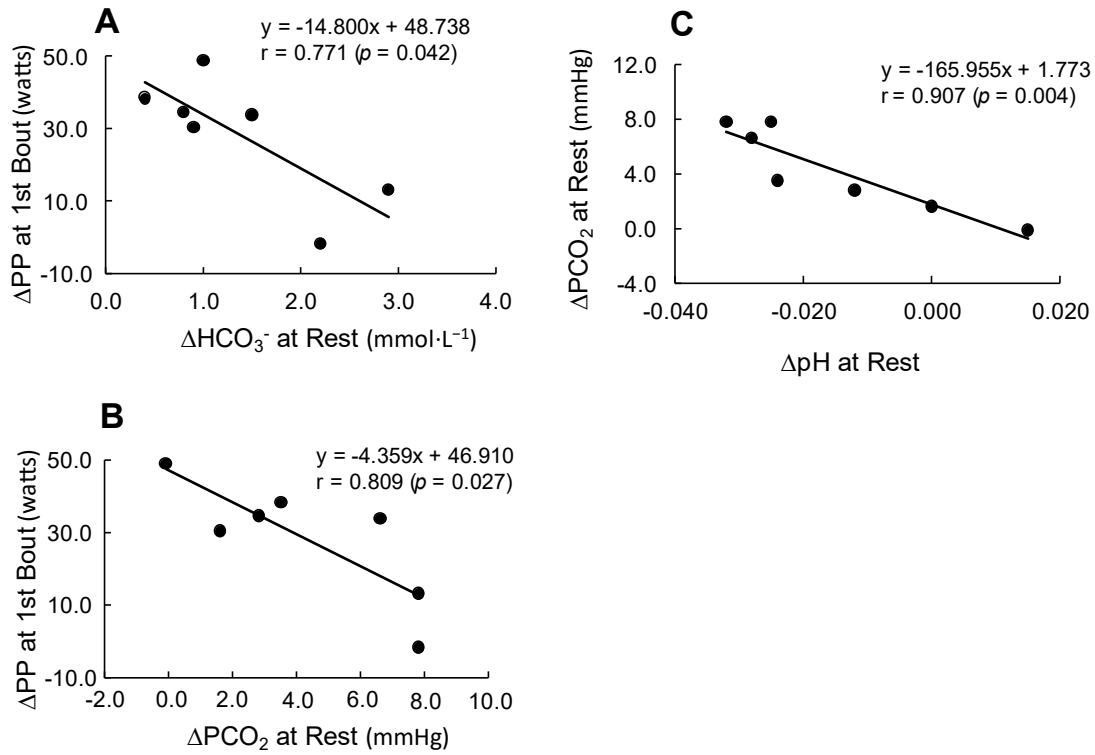 A
y = -14.800x + 48.738
r = 0.771 (p = 0.042)
ΔPP at 1st Bout (watts)
50.0
30.0
10.0
-10.0
0.0 1.0 2.0 3.0 4.0
ΔHCO₃⁻ at Rest (mmol·L⁻¹)
C
y = -165.955x + 1.773
r = 0.907 (p = 0.004)
ΔPCO₂ at Rest (mmHg)
12.0
8.0
4.0
0.0
-4.0
-0.040 -0.020 0.000 0.020
ΔpH at Rest
B
y = -4.359x + 46.910
r = 0.809 (p = 0.027)
ΔPP at 1st Bout (watts)
50.0
30.0
10.0
-10.0
-2.0 0.0 2.0 4.0 6.0 8.0 10.0
ΔPCO₂ at Rest (mmHg)